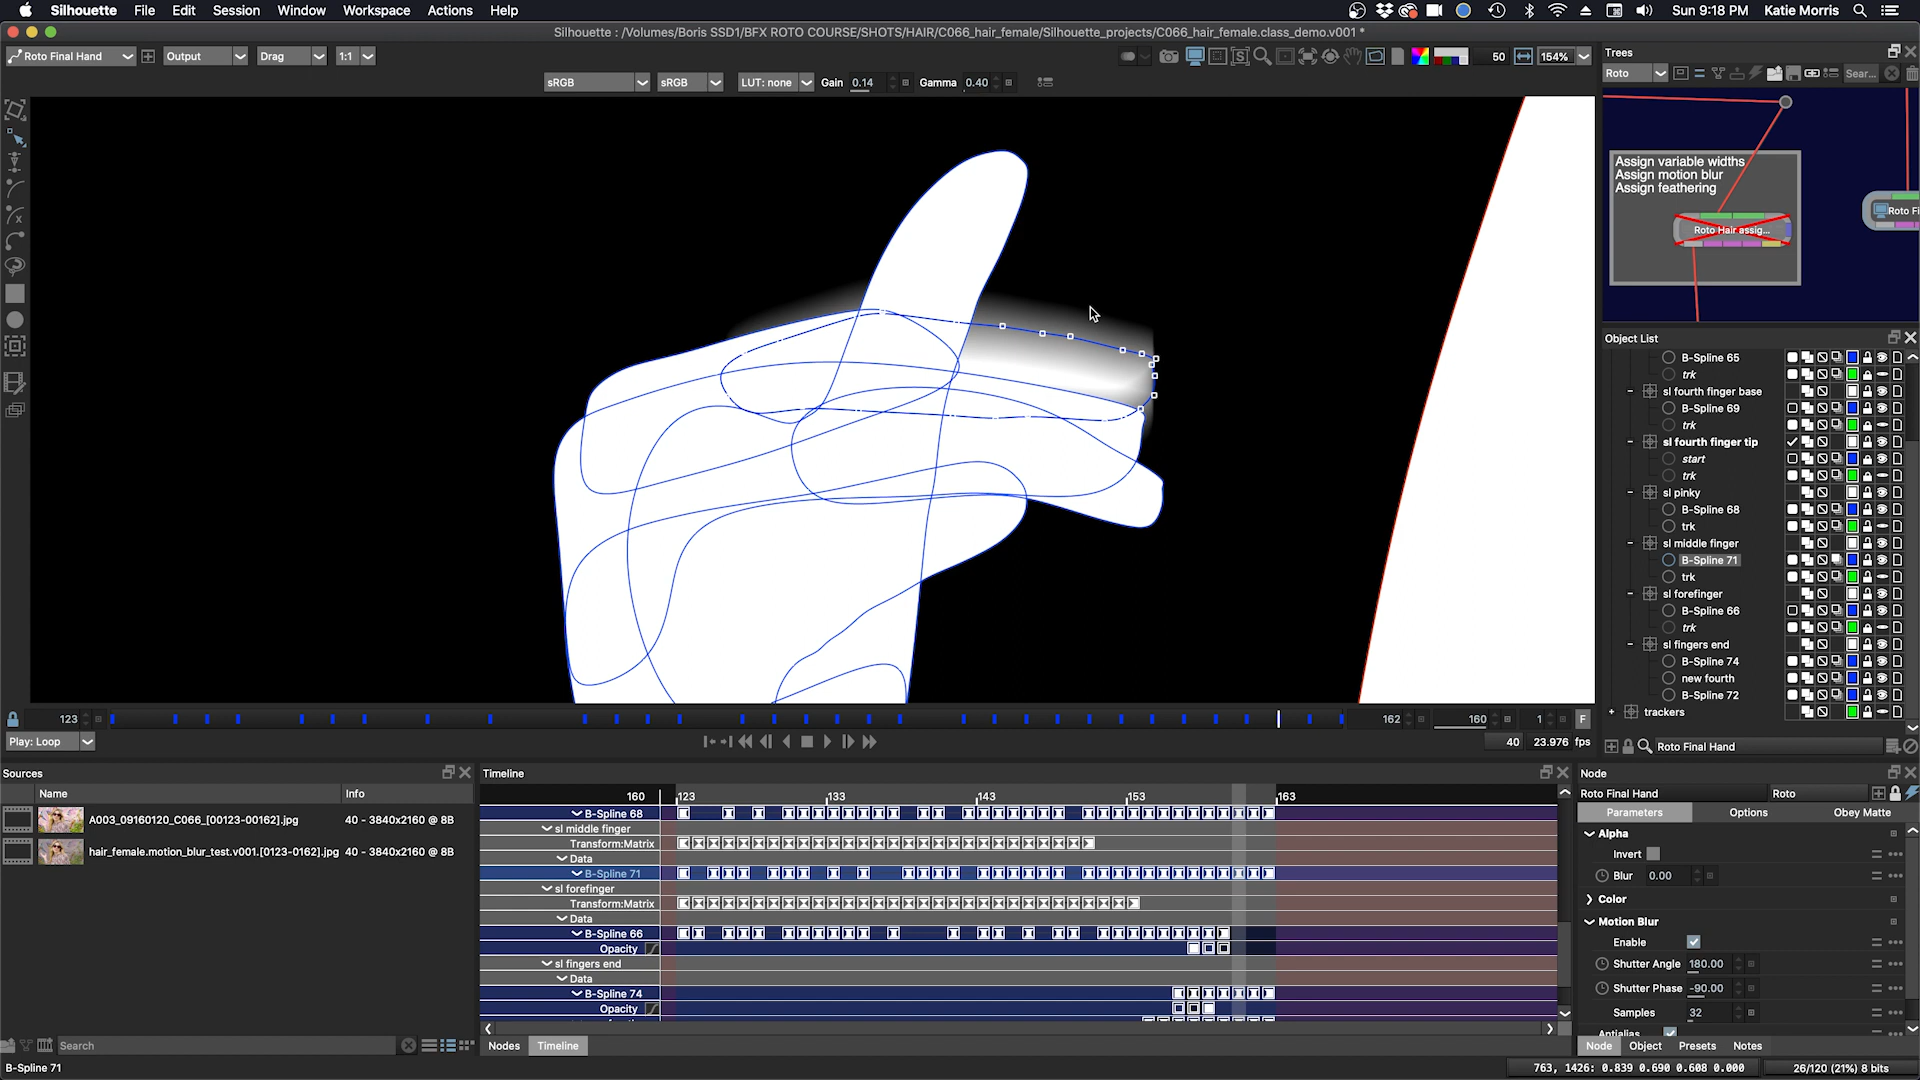 Silhouette File Edit Session Window Workspace Actions Help
Sun 9:18 PM Katie Morris
Silhouette : /Volumes/Boris SSD1/BFX ROTO COURSE/SHOTS/HAIR/C066_hair_female/Silhouette_projects/C066_hair_female.class_demo.v001 *
Roto Final Hand Output Drag 1:1
50 154%
sRGB sRGB LUT: none Gain 0.14 Gamma 0.40
Trees
Roto Sear...
Assign variable widths
Assign motion blur
Assign feathering
Roto Hair assig...
Roto Fi
Object List
B-Spline 65
trk
sl fourth finger base
B-Spline 69
trk
sl fourth finger tip
start
trk
sl pinky
B-Spline 68
trk
sl middle finger
B-Spline 71
trk
sl forefinger
B-Spline 66
trk
sl fingers end
B-Spline 74
new fourth
B-Spline 72
trackers
Roto Final Hand
123 162 160 1 F
Play: Loop 40 23.976 fps
Sources
Name Info
A003_09160120_C066_[00123-00162].jpg 40 - 3840x2160 @ 8B
hair_female.motion_blur_test.v001.[0123-0162].jpg 40 - 3840x2160 @ 8B
Search
B-Spline 71
Timeline
160 123 133 143 153 163
B-Spline 68
sl middle finger
Transform:Matrix
Data
B-Spline 71
sl forefinger
Transform:Matrix
Data
B-Spline 66
Opacity
sl fingers end
Data
B-Spline 74
Opacity
Nodes Timeline
Node
Roto Final Hand Roto
Parameters Options Obey Matte
Alpha
Invert
Blur 0.00
Color
Motion Blur
Enable
Shutter Angle 180.00
Shutter Phase -90.00
Samples 32
Antialias
Node Object Presets Notes
763, 1426: 0.839 0.690 0.608 0.000 26/120 (21%) 8 bits